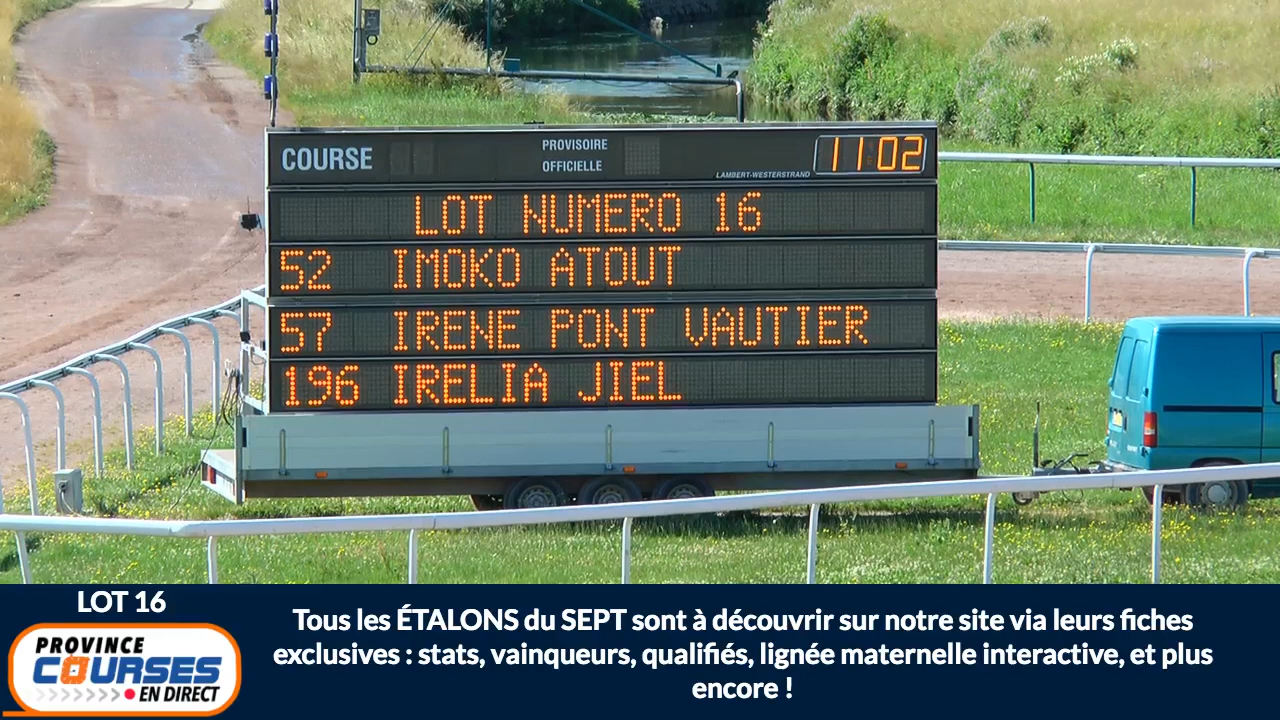 COURSE
PROVISOIRE
OFFICIELLE
11:02
LAMBERT-WESTERSTRAND
LOT NUMERO 16
52 IMOKO ATOUT
57 IRENE PONT VAUTIER
196 IRELIA JIEL
LOT 16
PROVINCE
COURSES
EN DIRECT
Tous les ÉTALONS du SEPT sont à découvrir sur notre site via leurs fiches
exclusives : stats, vainqueurs, qualifiés, lignée maternelle interactive, et plus
encore !